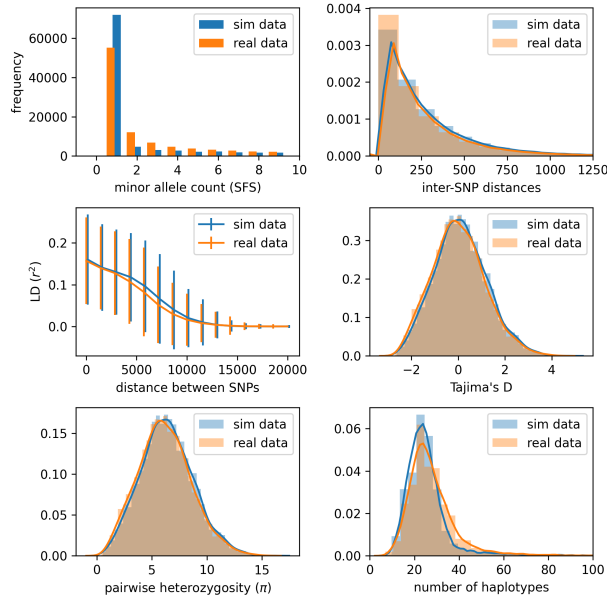 sim data
real data
frequency
60000
40000
20000
0
0 2 4 6 8 10
minor allele count (SFS)
sim data
real data
0.004
0.003
0.002
0.001
0.000
0 250 500 750 1000 1250
inter-SNP distances
sim data
real data
LD (r²)
0.2
0.1
0.0
0 5000 10000 15000 20000
distance between SNPs
sim data
real data
0.3
0.2
0.1
0.0
−2 0 2 4
Tajima's D
sim data
real data
0.15
0.10
0.05
0.00
0 5 10 15
pairwise heterozygosity (π)
sim data
real data
0.06
0.04
0.02
0.00
0 20 40 60 80 100
number of haplotypes